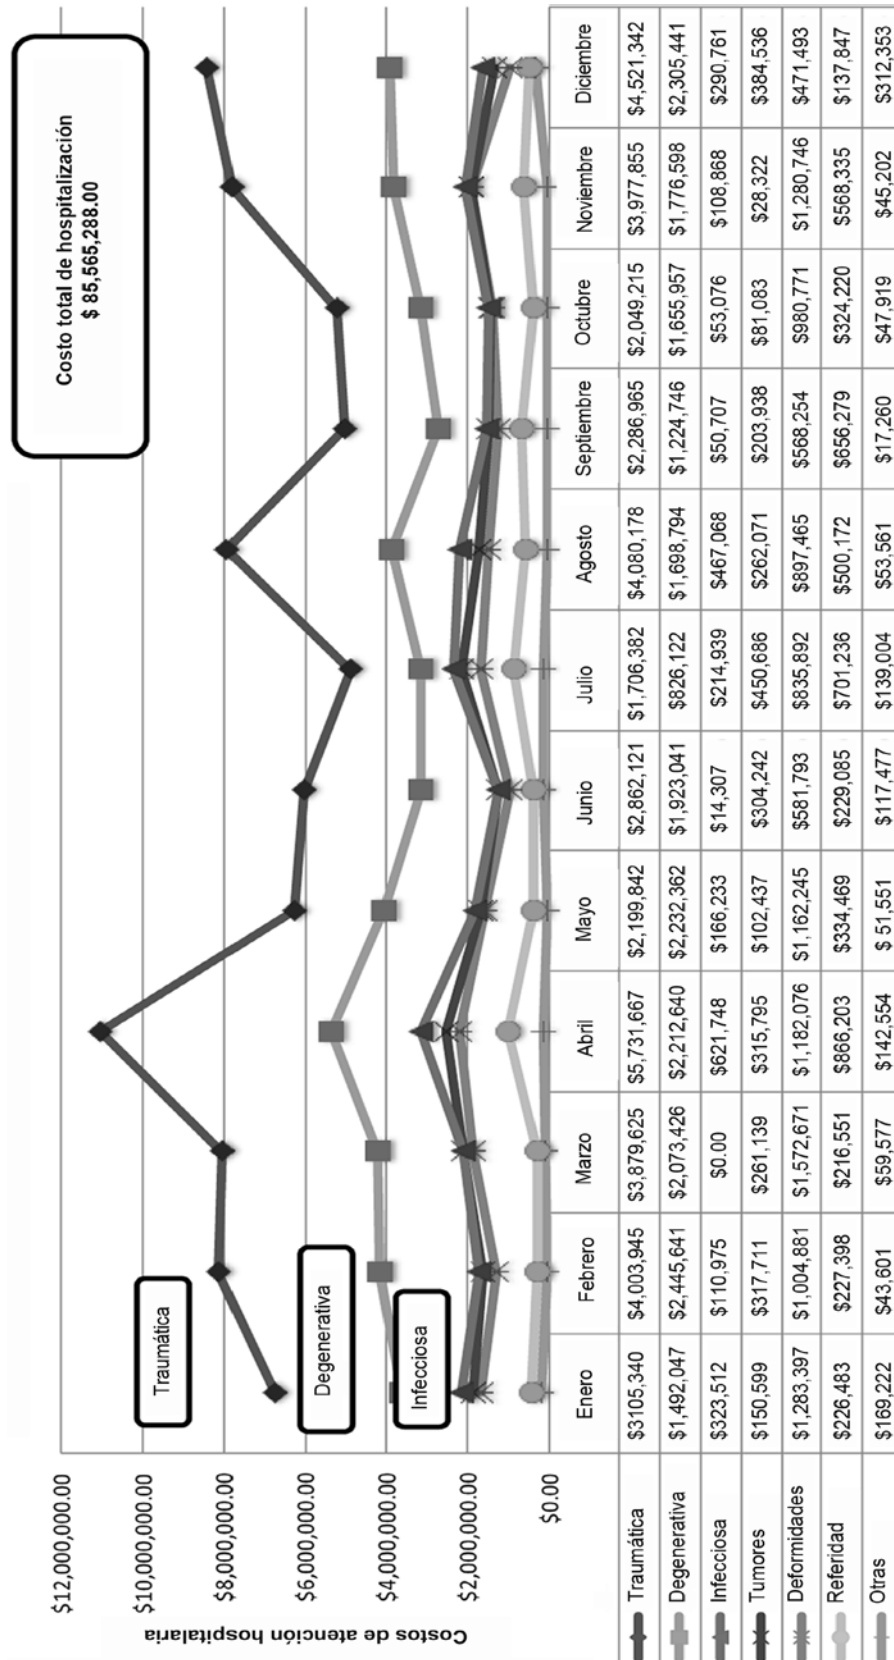 Costo total de hospitalización
$ 85,565,288.00
$12,000,000.00
$10,000,000.00
$8,000,000.00
$6,000,000.00
$4,000,000.00
$2,000,000.00
$0.00
Costos de atención hospitalaria
Traumática
Degenerativa
Infecciosa
Enero Febrero Marzo Abril Mayo Junio Julio Agosto Septiembre Octubre Noviembre Diciembre
Traumática $3105,340 $4,003,945 $3,879,625 $5,731,667 $2,199,842 $2,862,121 $1,706,382 $4,080,178 $2,286,965 $2,049,215 $3,977,855 $4,521,342
Degenerativa $1,492,047 $2,445,641 $2,073,426 $2,212,640 $2,232,362 $1,923,041 $826,122 $1,698,794 $1,224,746 $1,655,957 $1,776,598 $2,305,441
Infecciosa $323,512 $110,975 $0.00 $621,748 $166,233 $14,307 $214,939 $467,068 $50,707 $53,076 $108,868 $290,761
Tumores $150,599 $317,711 $261,139 $315,795 $102,437 $304,242 $450,686 $262,071 $203,938 $81,083 $28,322 $384,536
Deformidades $1,283,397 $1,004,881 $1,572,671 $1,182,076 $1,162,245 $581,793 $835,892 $897,465 $568,254 $980,771 $1,280,746 $471,493
Referidad $226,483 $227,398 $216,551 $866,203 $334,469 $229,085 $701,236 $500,172 $656,279 $324,220 $568,335 $137,847
Otras $169,222 $43,601 $59,577 $142,554 $ 51,551 $117,477 $139,004 $53,561 $17,260 $47,919 $45,202 $312,353